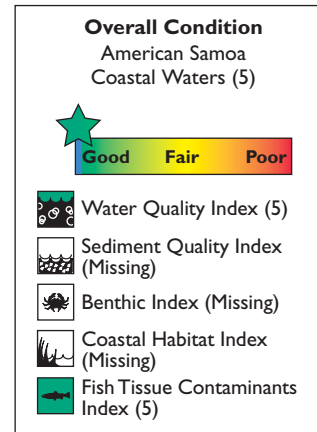 Overall Condition
American Samoa
Coastal Waters (5)
Good Fair Poor
Water Quality Index (5)
Sediment Quality Index
(Missing)
Benthic Index (Missing)
Coastal Habitat Index
(Missing)
Fish Tissue Contaminants
Index (5)